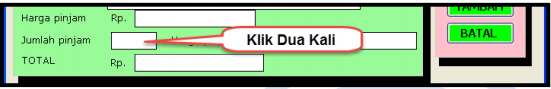 Harga pinjam Rp.
TAMBAH
Jumlah pinjam Klik Dua Kali BATAL
TOTAL Rp.